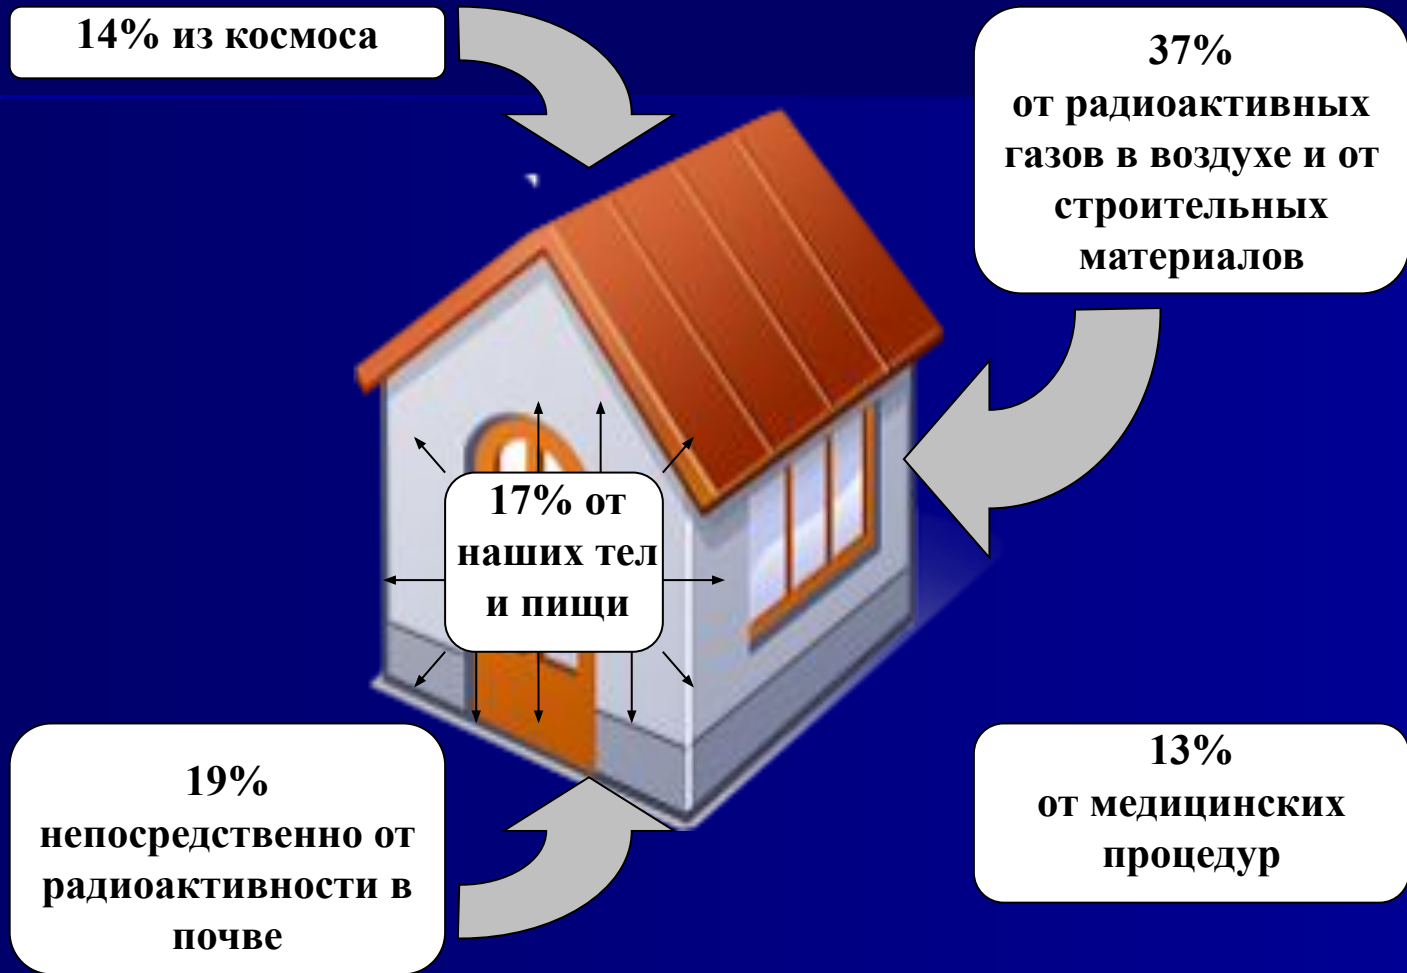 14% из космоса
37%
от радиоактивных
газов в воздухе и от
строительных
материалов
17% от
наших тел
и пищи
19%
непосредственно от
радиоактивности в
почве
13%
от медицинских
процедур